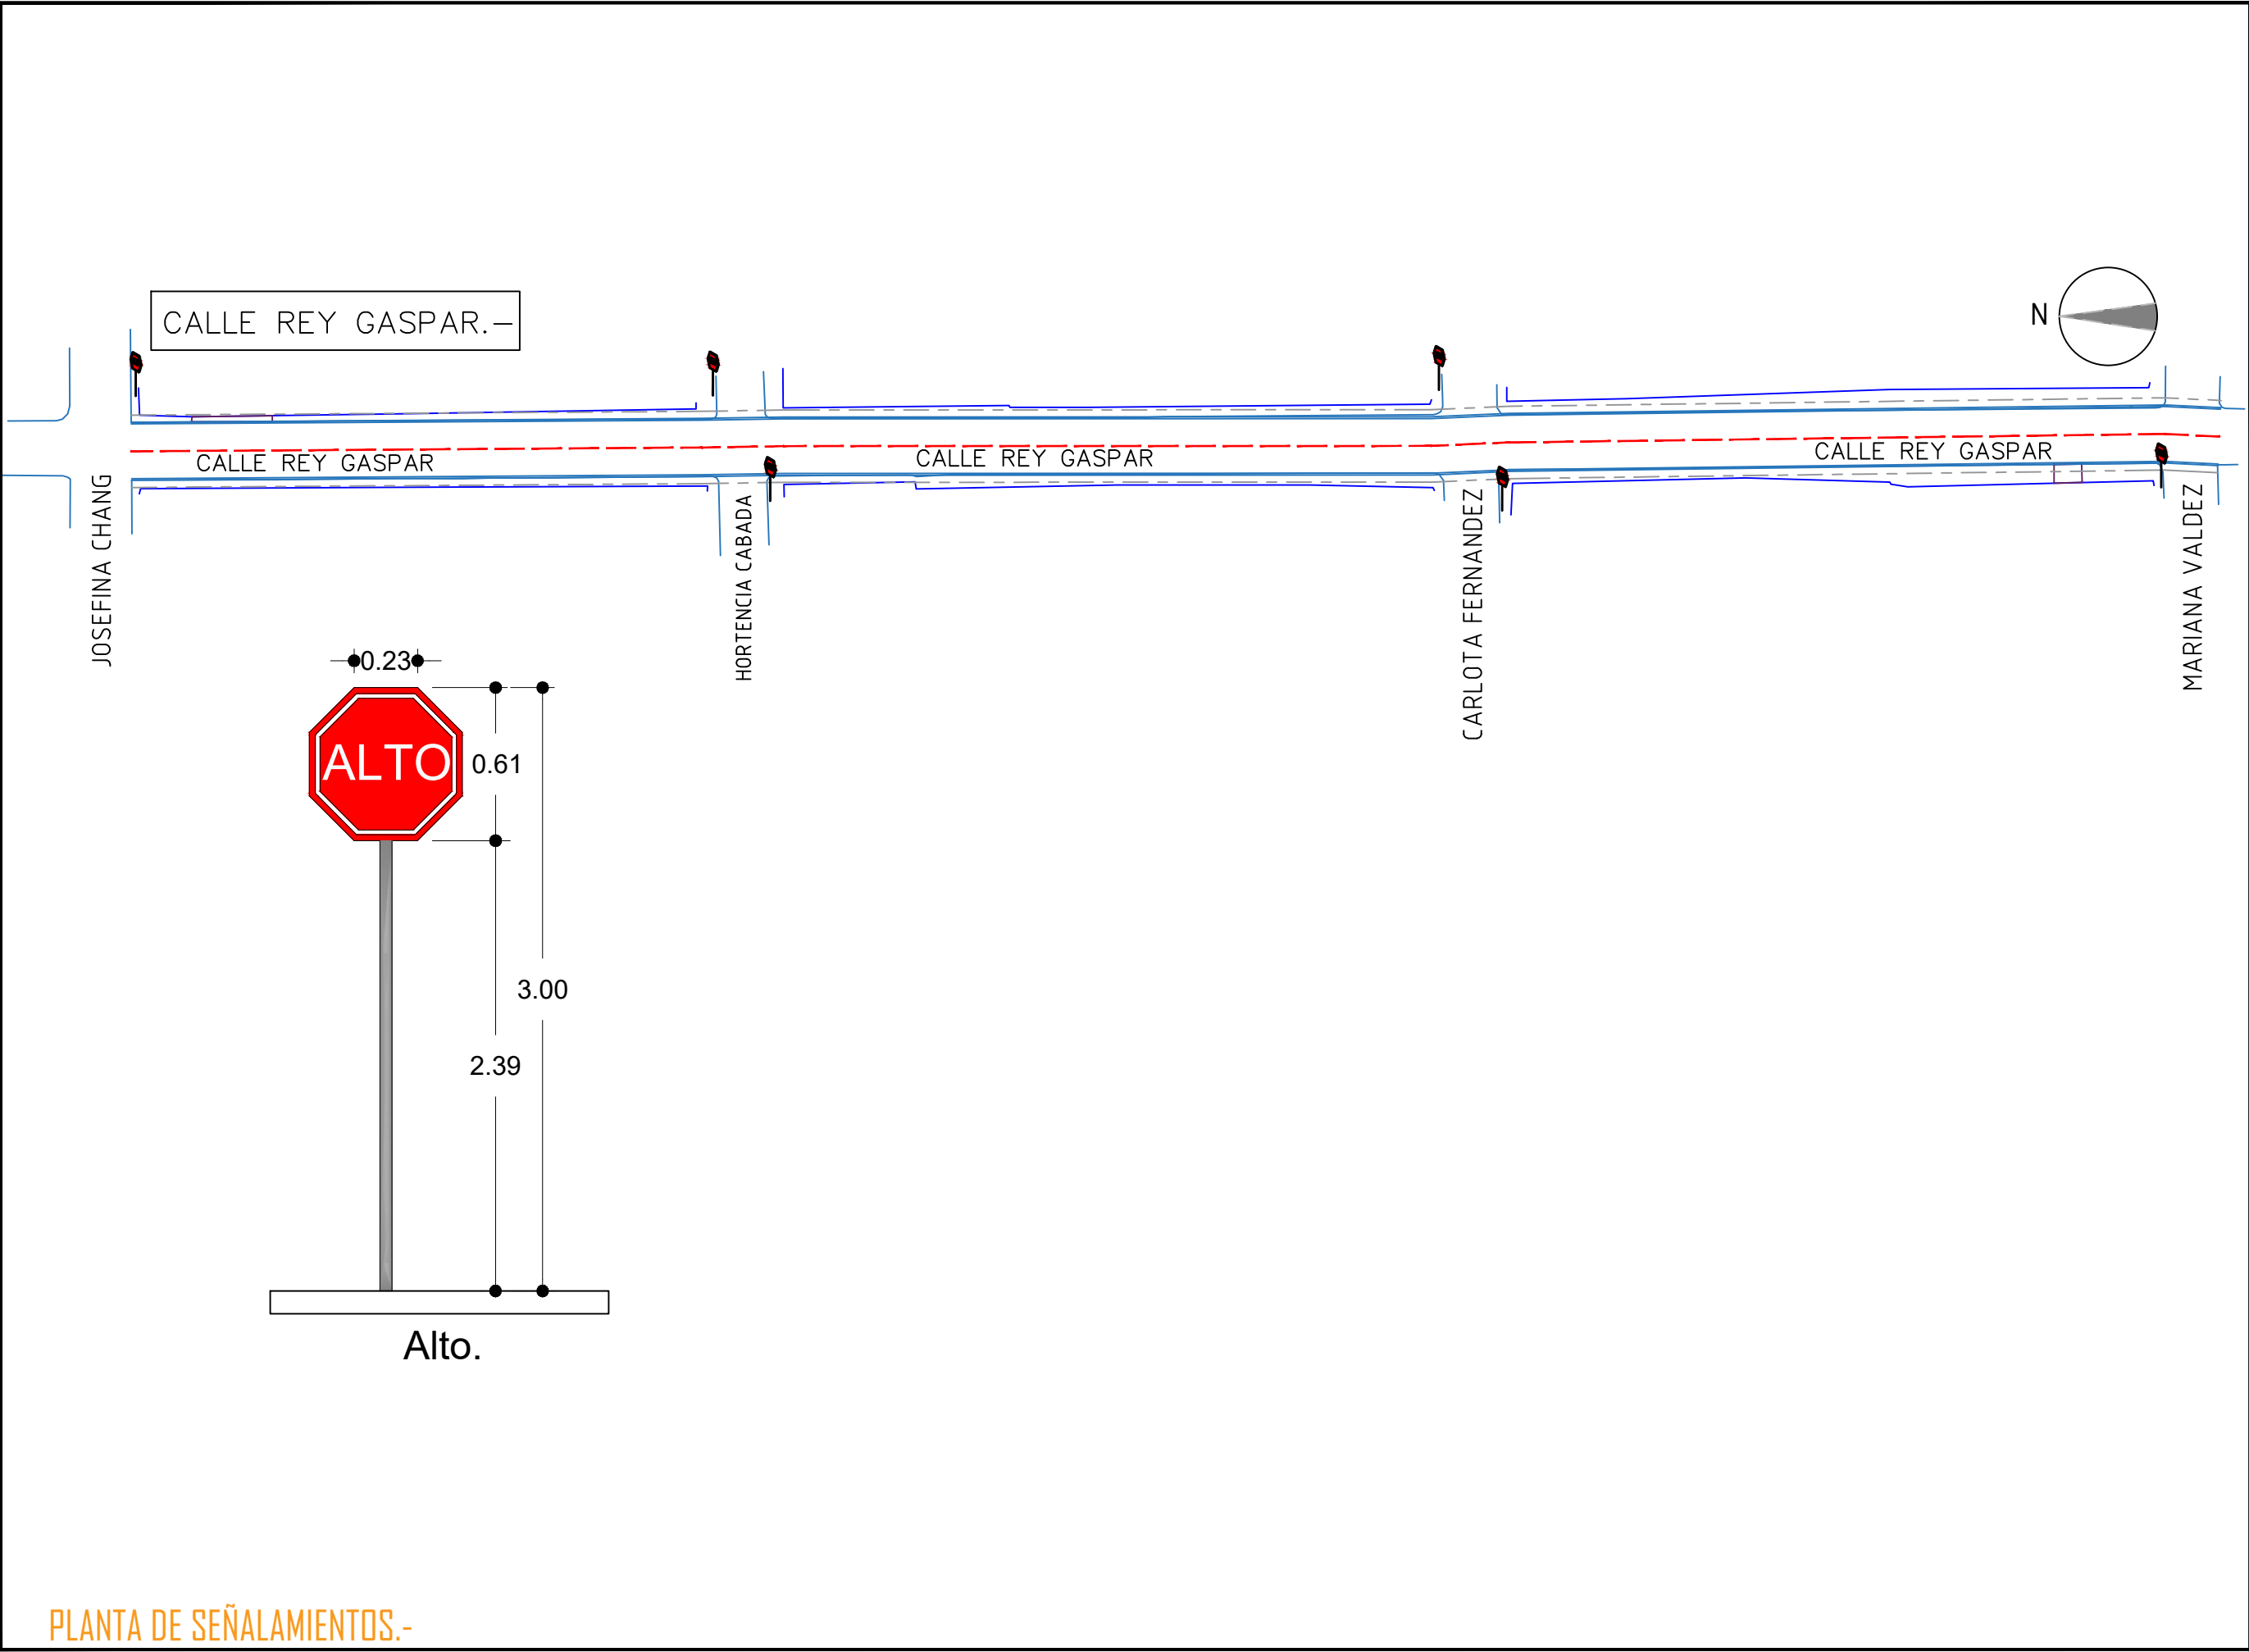 CALLE REY GASPAR.-
N
CALLE REY GASPAR
CALLE REY GASPAR
CALLE REY GASPAR
JOSEFINA CHANG
HORTENCIA CABADA
CARLOTA FERNANDEZ
MARIANA VALDEZ
0.23
ALTO
0.61
3.00
2.39
Alto.
PLANTA DE SEÑALAMIENTOS.-